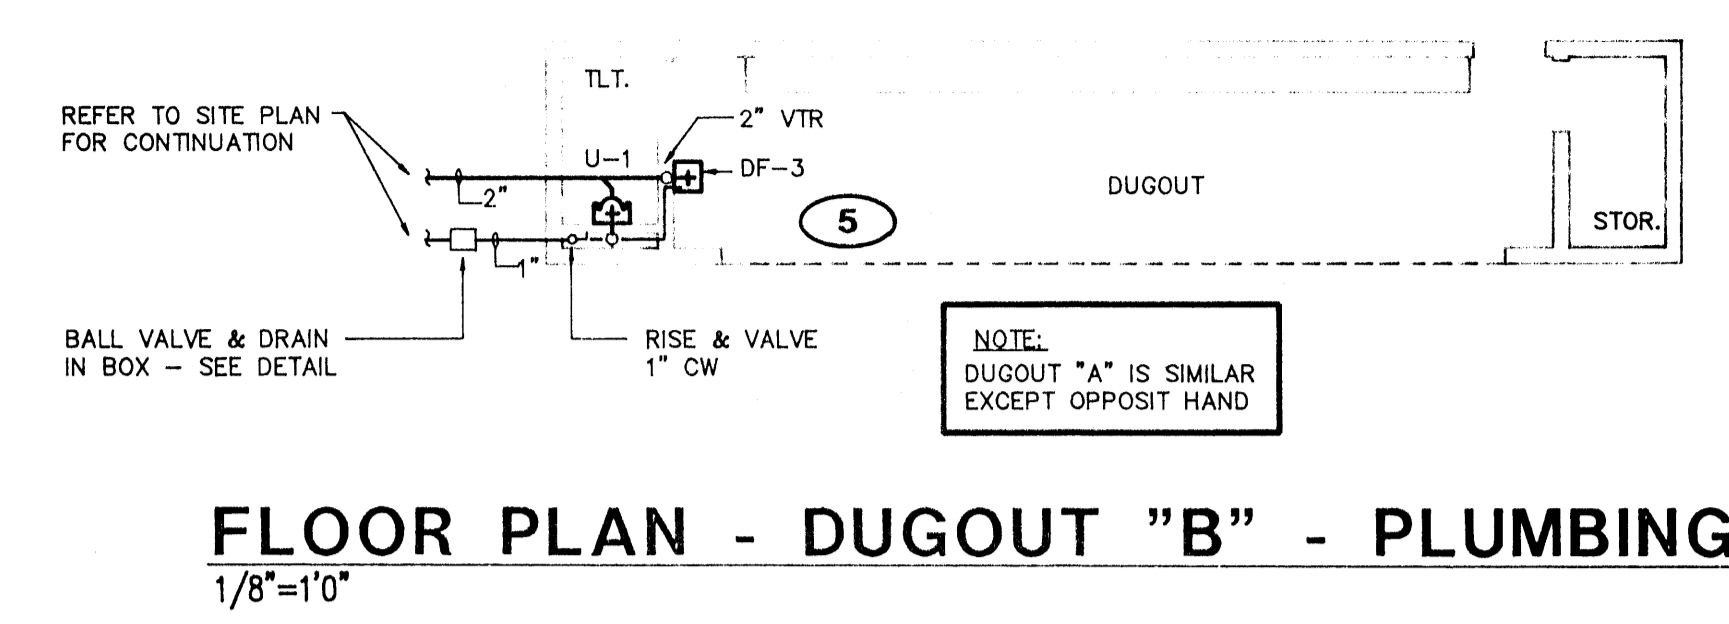 TLT.
REFER TO SITE PLAN
FOR CONTINUATION
2" VTR
U-1
DF-3
2"
DUGOUT
5
STOR.
1"
BALL VALVE & DRAIN
IN BOX - SEE DETAIL
RISE & VALVE
1" CW
NOTE:
DUGOUT "A" IS SIMILAR
EXCEPT OPPOSIT HAND
FLOOR PLAN - DUGOUT "B" - PLUMBING
1/8"=1'0"